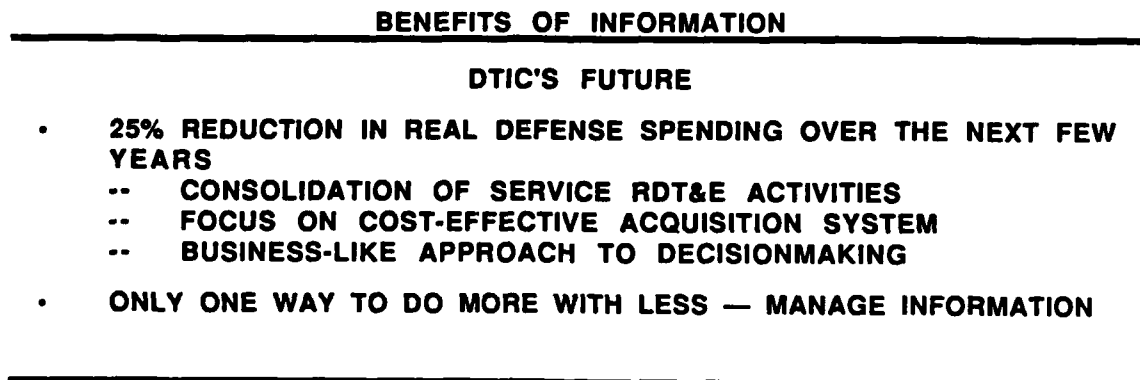 BENEFITS OF INFORMATION
DTIC'S FUTURE
• 25% REDUCTION IN REAL DEFENSE SPENDING OVER THE NEXT FEW
YEARS
-- CONSOLIDATION OF SERVICE RDT&E ACTIVITIES
-- FOCUS ON COST-EFFECTIVE ACQUISITION SYSTEM
-- BUSINESS-LIKE APPROACH TO DECISIONMAKING
• ONLY ONE WAY TO DO MORE WITH LESS — MANAGE INFORMATION